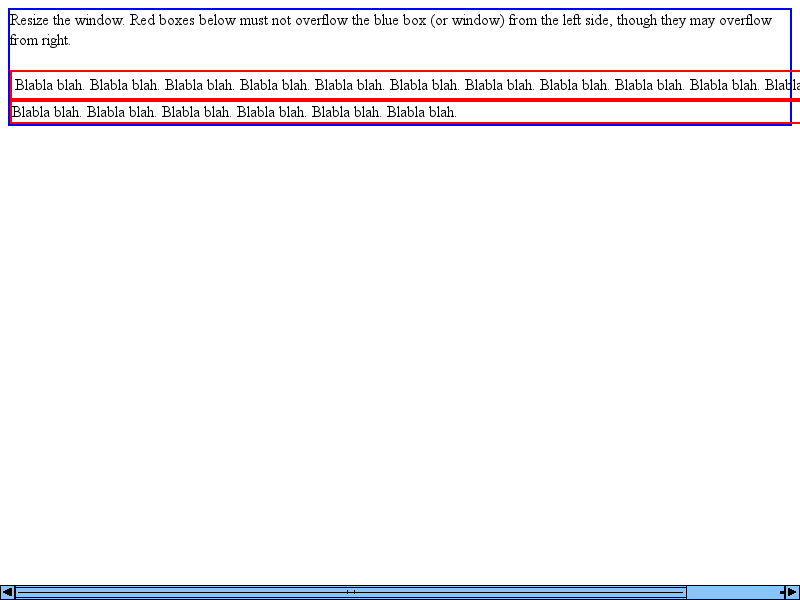 Resize the window. Red boxes below must not overflow the blue box (or window) from the left side, though they may overflow
from right.
Blabla blah. Blabla blah. Blabla blah. Blabla blah. Blabla blah. Blabla blah. Blabla blah. Blabla blah. Blabla blah. Blabla blah. Blabla
Blabla blah. Blabla blah. Blabla blah. Blabla blah. Blabla blah. Blabla blah.